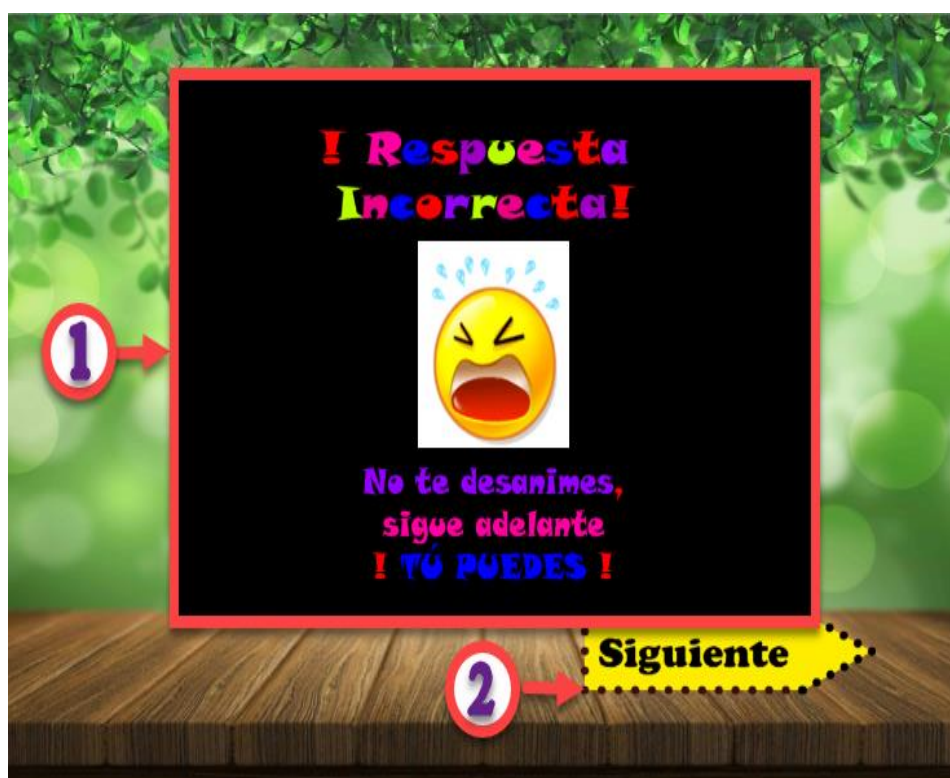 ! Respuesta
Incorrecta!
1
No te desanimes,
sigue adelante
! TÚ PUEDES !
Siguiente
2